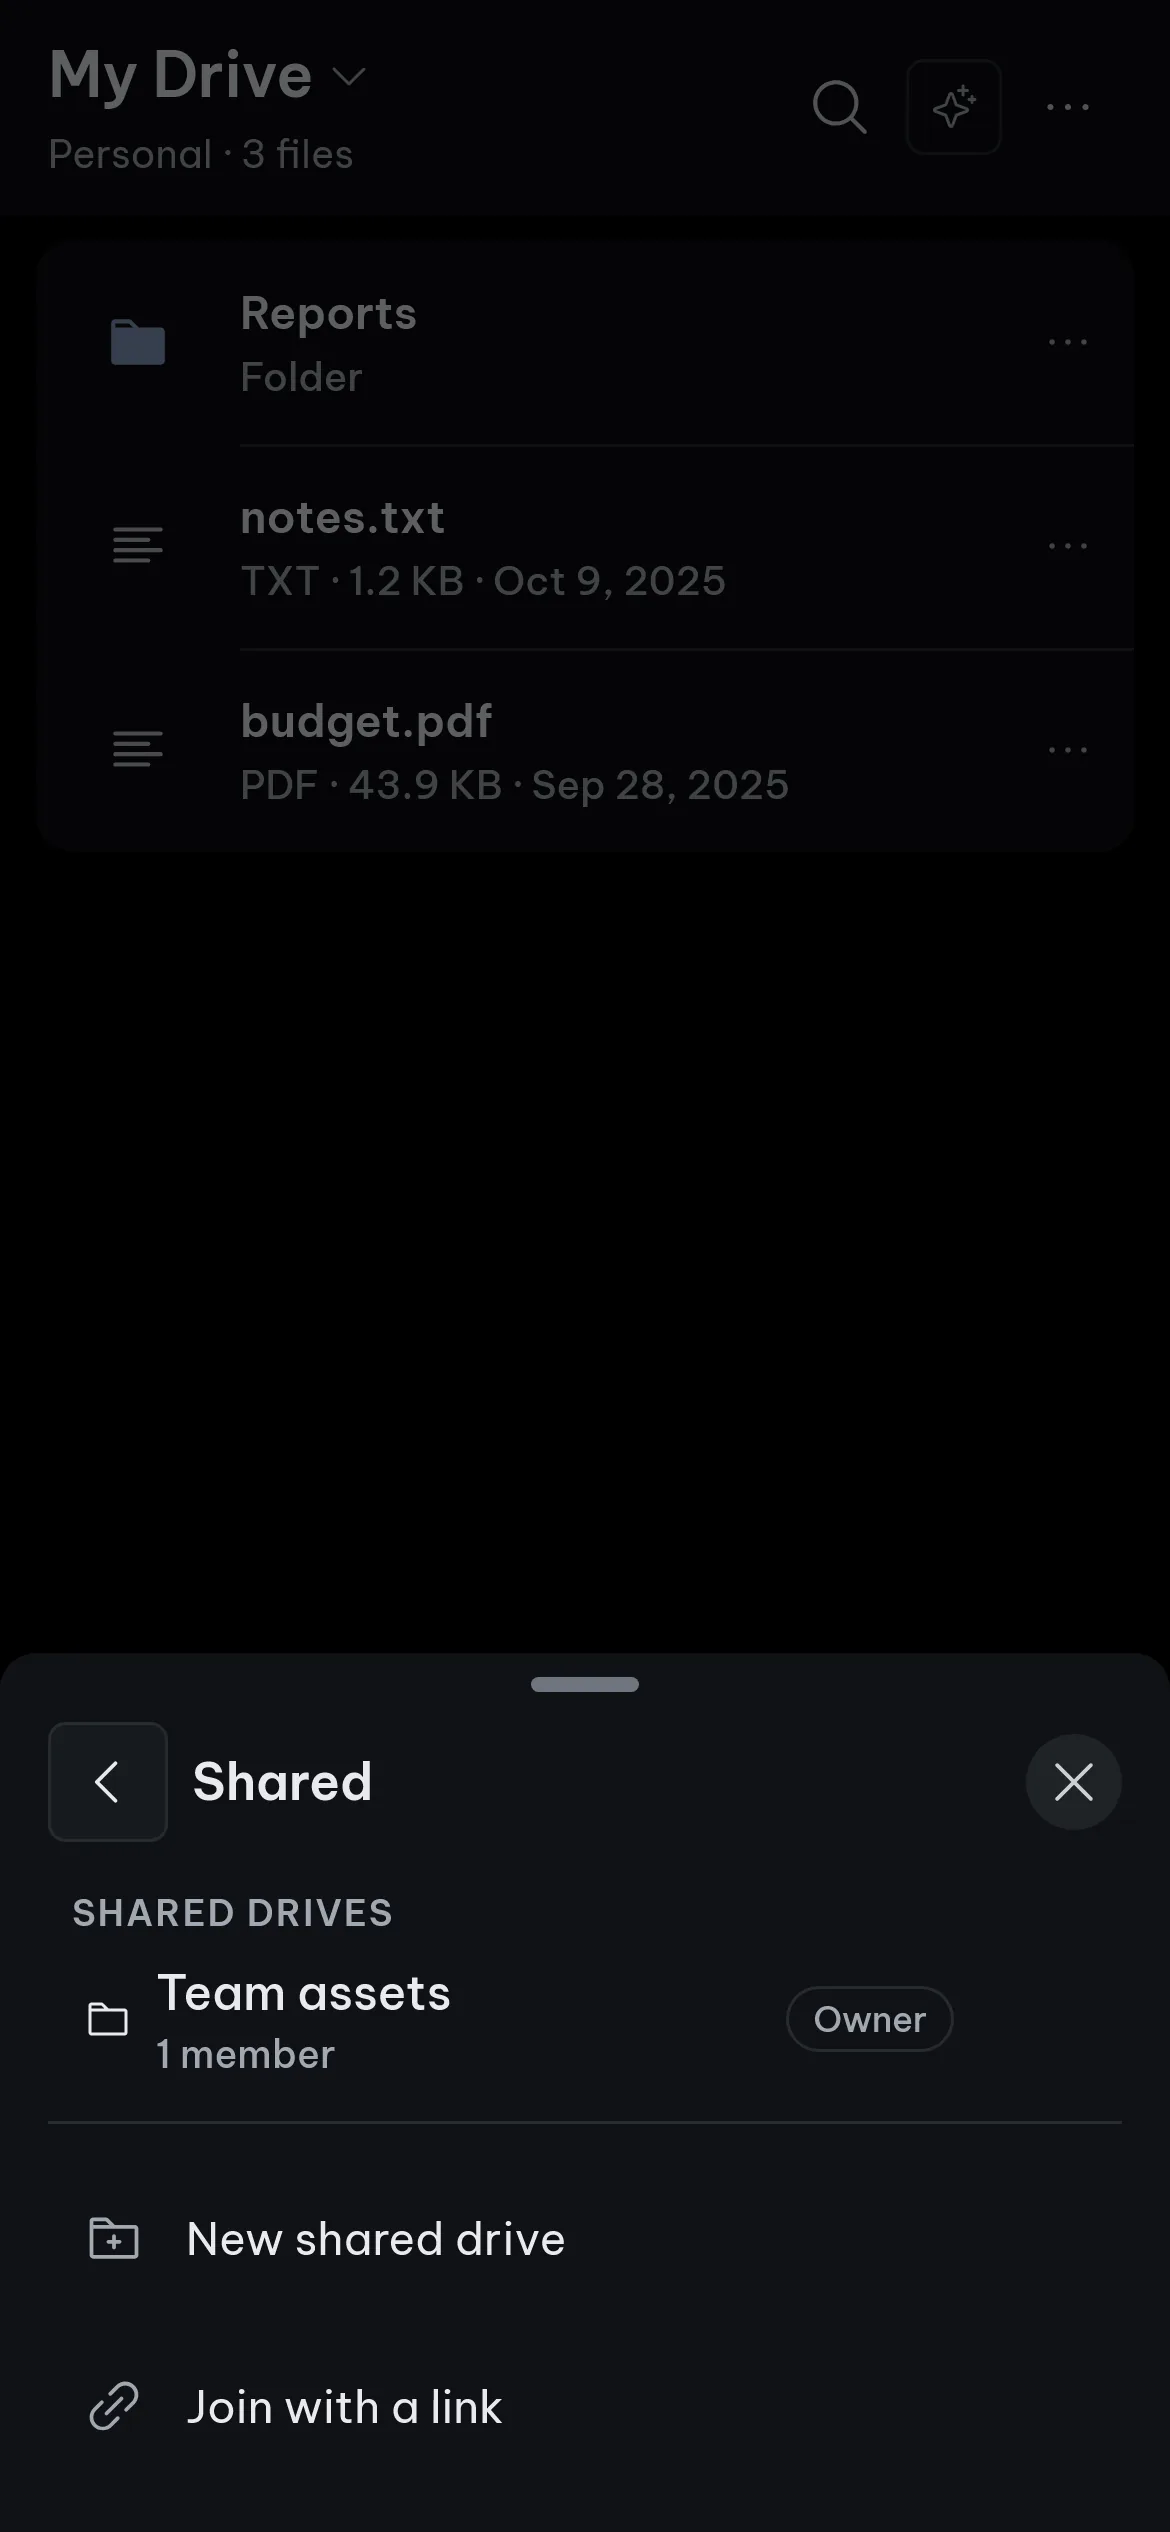 My Drive
Personal · 3 files
Reports
Folder
notes.txt
TXT · 1.2 KB · Oct 9, 2025
budget.pdf
PDF · 43.9 KB · Sep 28, 2025
Shared
SHARED DRIVES
Team assets
Owner
1 member
New shared drive
Join with a link